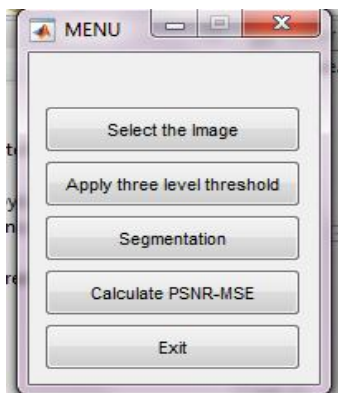 MENU
Select the Image
Apply three level threshold
Segmentation
Calculate PSNR-MSE
Exit